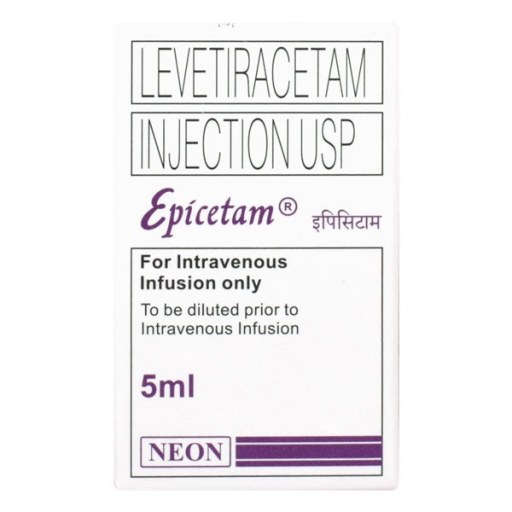 LEVETIRACETAM
INJECTION USP
Epicetam® इपिसिटाम
For Intravenous
Infusion only
To be diluted prior to
Intravenous Infusion
5ml
NEON